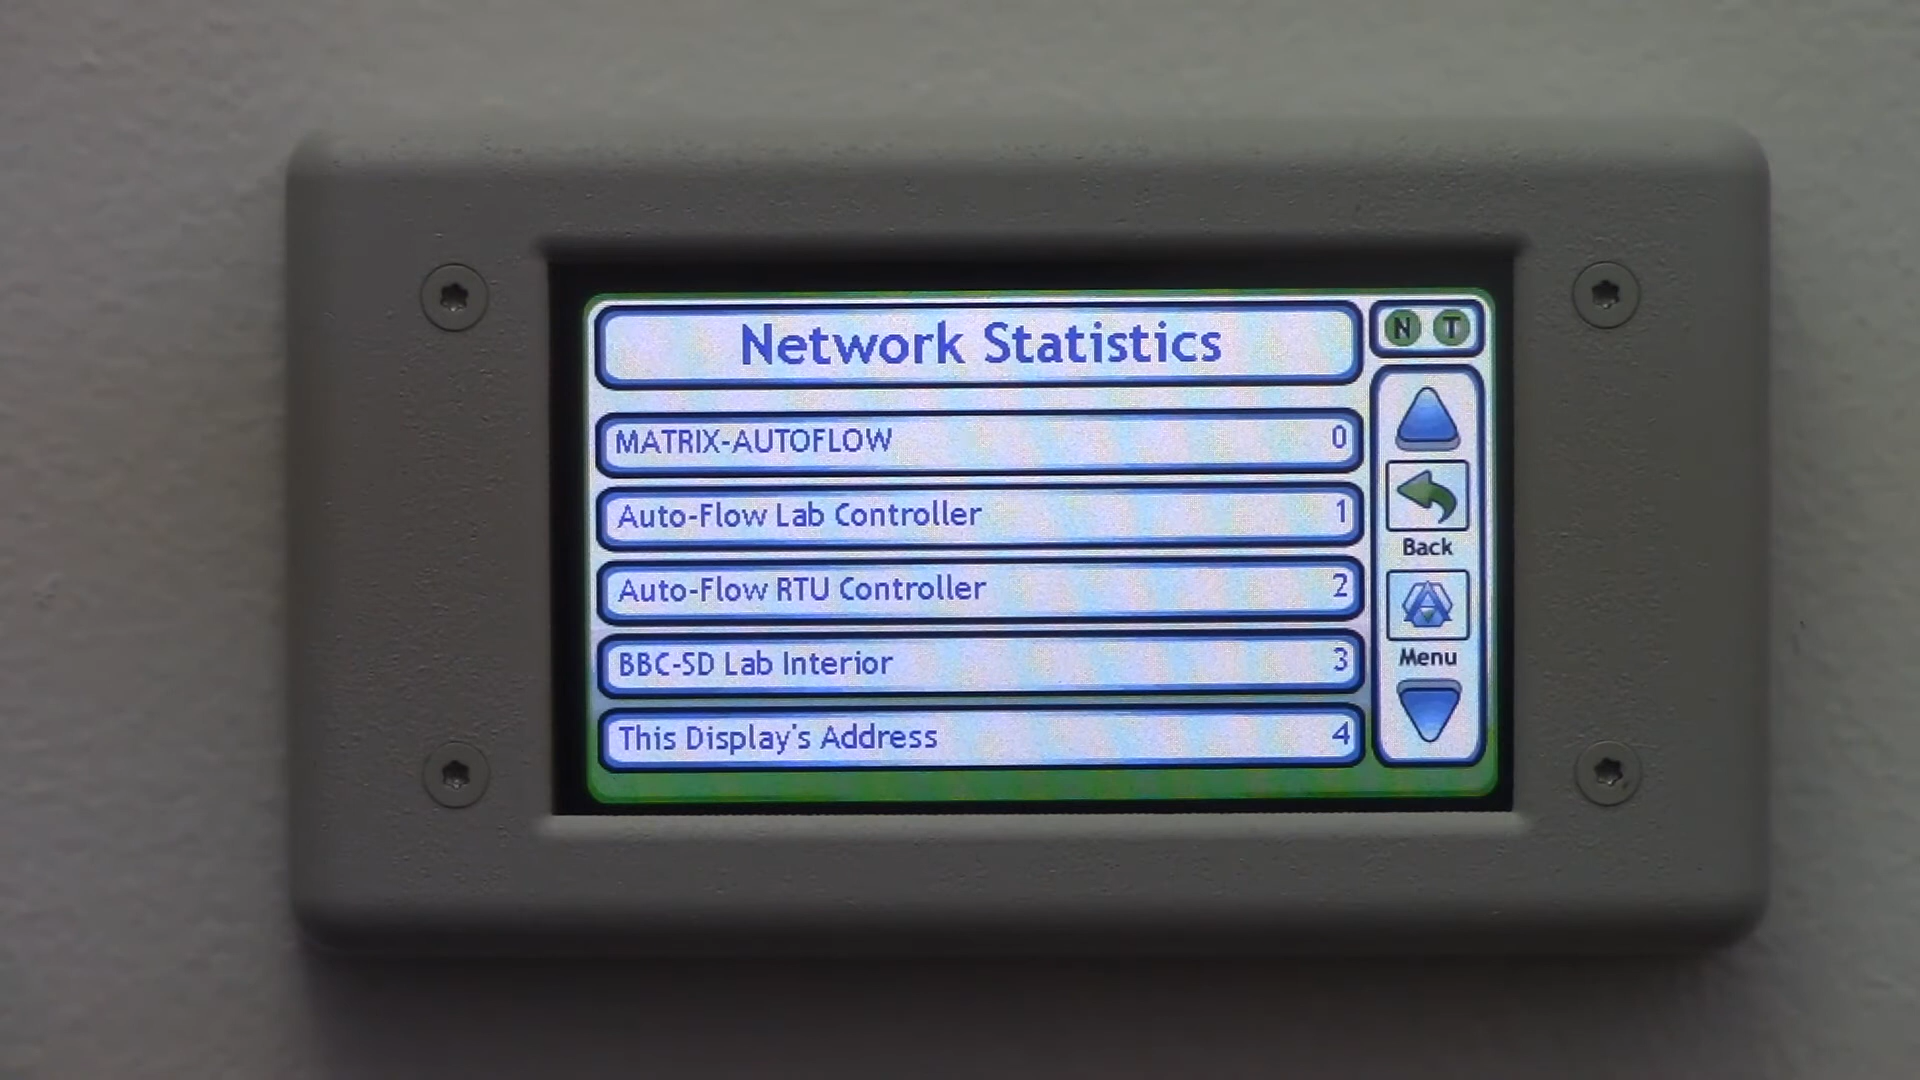 Network Statistics
N T
MATRIX-AUTOFLOW 0
Auto-Flow Lab Controller 1
Auto-Flow RTU Controller 2
BBC-SD Lab Interior 3
This Display's Address 4
Back
Menu